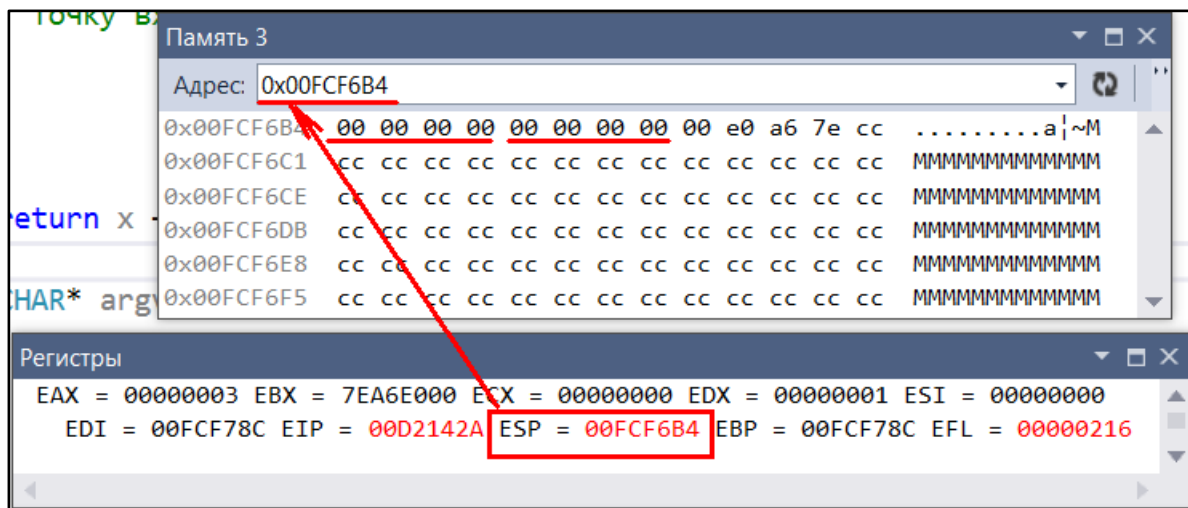 точку в
Память 3
Адрес: 0x00FCF6B4
0x00FCF6B4 00 00 00 00 00 00 00 00 00 e0 a6 7e cc .........a¦~M
0x00FCF6C1 cc cc cc cc cc cc cc cc cc cc cc cc cc MMMMMMMMMMMMM
0x00FCF6CE cc cc cc cc cc cc cc cc cc cc cc cc cc MMMMMMMMMMMMM
0x00FCF6DB cc cc cc cc cc cc cc cc cc cc cc cc cc MMMMMMMMMMMMM
0x00FCF6E8 cc cc cc cc cc cc cc cc cc cc cc cc cc MMMMMMMMMMMMM
0x00FCF6F5 cc cc cc cc cc cc cc cc cc cc cc cc cc MMMMMMMMMMMMM
eturn x
HAR* argv
Регистры
EAX = 00000003 EBX = 7EA6E000 ECX = 00000000 EDX = 00000001 ESI = 00000000
EDI = 00FCF78C EIP = 00D2142A ESP = 00FCF6B4 EBP = 00FCF78C EFL = 00000216